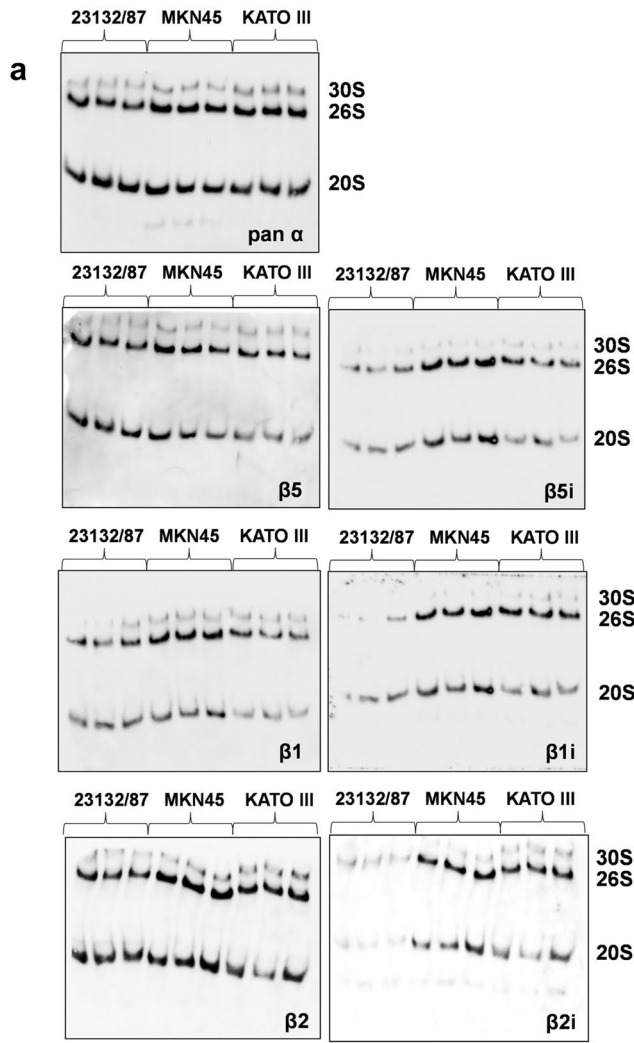 23132/87 MKN45 KATO III
a
30S
26S
20S
pan α
23132/87 MKN45 KATO III
23132/87 MKN45 KATO III
30S
26S
20S
β5
β5i
23132/87 MKN45 KATO III
23132/87 MKN45 KATO III
30S
26S
20S
β1
β1i
23132/87 MKN45 KATO III
23132/87 MKN45 KATO III
30S
26S
20S
β2
β2i